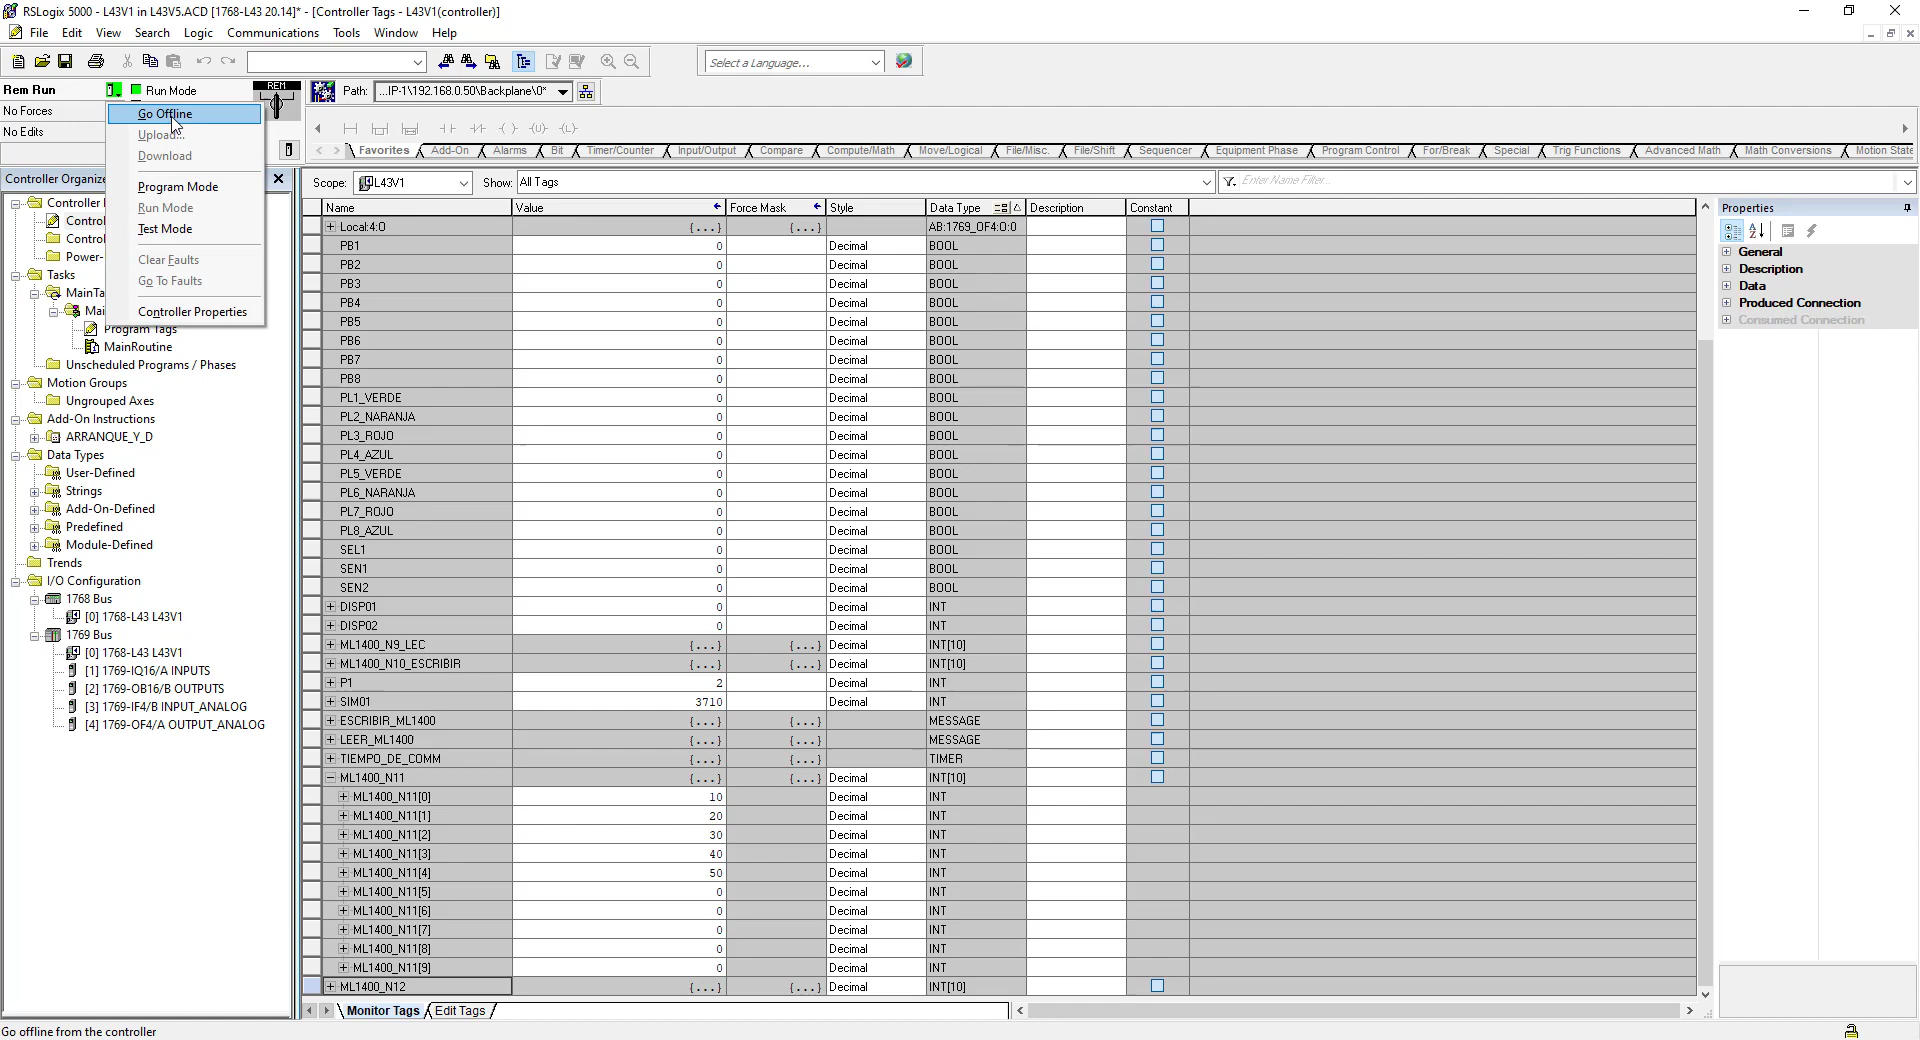 RSLogix 5000 - L43V1 in L43V5.ACD [1768-L43 20.14]* - [Controller Tags - L43V1(controller)]
File Edit View Search Logic Communications Tools Window Help
Select a Language...
Rem Run
Run Mode
REM
Path: ...IP-1\192.168.0.50\Backplane\0*
No Forces
No Edits
Go Offline
Upload...
Download
Program Mode
Run Mode
Test Mode
Clear Faults
Go To Faults
Controller Properties
Favorites Add-On Alarms Bit Timer/Counter Input/Output Compare Compute/Math Move/Logical File/Misc. File/Shift Sequencer Equipment Phase Program Control For/Break Special Trig Functions Advanced Math Math Conversions Motion State
Controller Organize
Controller
Contro
Contro
Power-
Tasks
MainTa
Mai
Program Tags
MainRoutine
Unscheduled Programs / Phases
Motion Groups
Ungrouped Axes
Add-On Instructions
ARRANQUE_Y_D
Data Types
User-Defined
Strings
Add-On-Defined
Predefined
Module-Defined
Trends
I/O Configuration
1768 Bus
[0] 1768-L43 L43V1
1769 Bus
[0] 1768-L43 L43V1
[1] 1769-IQ16/A INPUTS
[2] 1769-OB16/B OUTPUTS
[3] 1769-IF4/B INPUT_ANALOG
[4] 1769-OF4/A OUTPUT_ANALOG
Scope: L43V1 Show: All Tags Enter Name Filter...
Name Value Force Mask Style Data Type Description Constant
Local:4:O {...} {...} AB:1769_OF4:O:0
PB1 0 Decimal BOOL
PB2 0 Decimal BOOL
PB3 0 Decimal BOOL
PB4 0 Decimal BOOL
PB5 0 Decimal BOOL
PB6 0 Decimal BOOL
PB7 0 Decimal BOOL
PB8 0 Decimal BOOL
PL1_VERDE 0 Decimal BOOL
PL2_NARANJA 0 Decimal BOOL
PL3_ROJO 0 Decimal BOOL
PL4_AZUL 0 Decimal BOOL
PL5_VERDE 0 Decimal BOOL
PL6_NARANJA 0 Decimal BOOL
PL7_ROJO 0 Decimal BOOL
PL8_AZUL 0 Decimal BOOL
SEL1 0 Decimal BOOL
SEN1 0 Decimal BOOL
SEN2 0 Decimal BOOL
DISP01 0 Decimal INT
DISP02 0 Decimal INT
ML1400_N9_LEC {...} {...} Decimal INT[10]
ML1400_N10_ESCRIBIR {...} {...} Decimal INT[10]
P1 2 Decimal INT
SIM01 3710 Decimal INT
ESCRIBIR_ML1400 {...} {...} MESSAGE
LEER_ML1400 {...} {...} MESSAGE
TIEMPO_DE_COMM {...} {...} TIMER
ML1400_N11 {...} {...} Decimal INT[10]
ML1400_N11[0] 10 Decimal INT
ML1400_N11[1] 20 Decimal INT
ML1400_N11[2] 30 Decimal INT
ML1400_N11[3] 40 Decimal INT
ML1400_N11[4] 50 Decimal INT
ML1400_N11[5] 0 Decimal INT
ML1400_N11[6] 0 Decimal INT
ML1400_N11[7] 0 Decimal INT
ML1400_N11[8] 0 Decimal INT
ML1400_N11[9] 0 Decimal INT
ML1400_N12 {...} {...} Decimal INT[10]
Monitor Tags Edit Tags
Properties
General
Description
Data
Produced Connection
Consumed Connection
Go offline from the controller